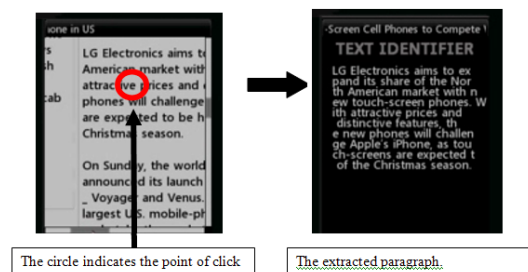 ione in US
s
sh
cab
LG Electronics aims to
American market with
attractive prices and
phones will challenge
are expected to be h
Christmas season.
On Sunday, the world
announced its launch
_ Voyager and Venus.
largest U.S. mobile-ph
The circle indicates the point of click
-Screen Cell Phones to Compete
TEXT IDENTIFIER
LG Electronics aims to ex
pand its share of the Nor
th American market with n
ew touch-screen phones. W
ith attractive prices and
distinctive features, th
e new phones will challen
ge Apple's iPhone, as tou
ch-screens are expected t
of the Christmas season.
The extracted paragraph.